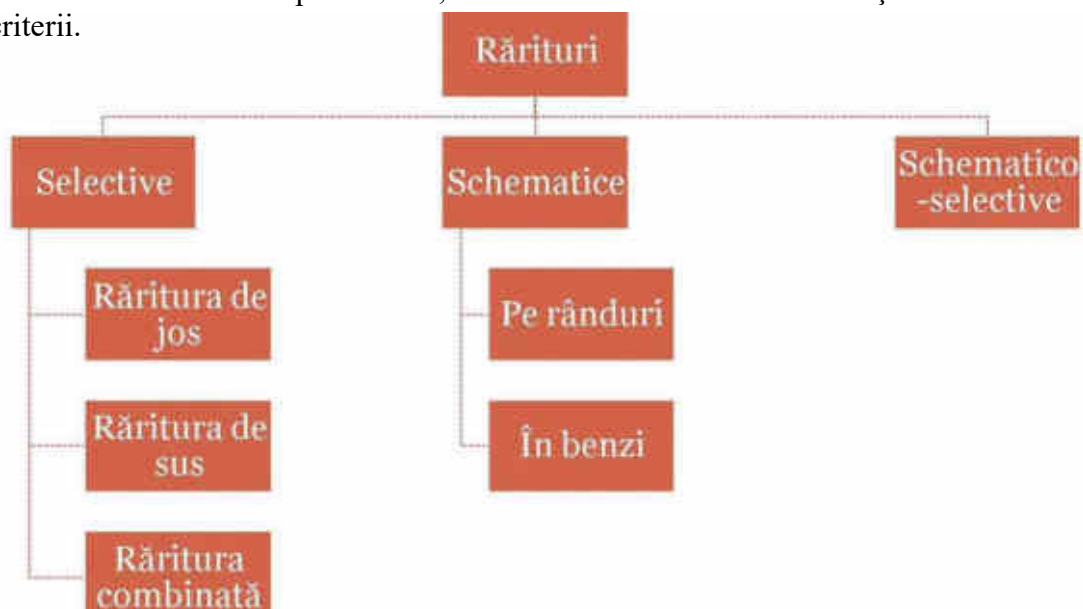 criterii.
Rărituri
Selective
Schematice
Schematico
-selective
Răritura de
jos
Pe rânduri
Răritura de
sus
În benzi
Răritura
combinată